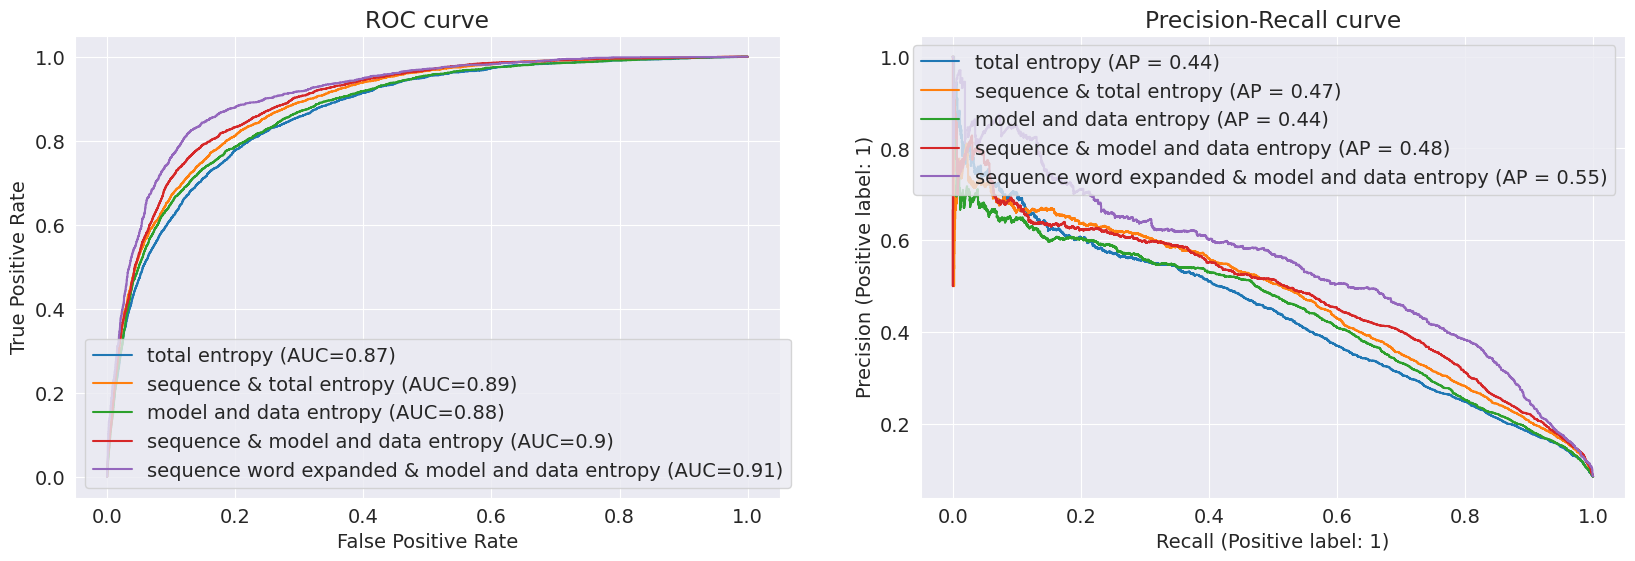 ROC curve
1.0
0.8
0.6
0.4
0.2
0.0
True Positive Rate
total entropy (AUC=0.87)
sequence & total entropy (AUC=0.89)
model and data entropy (AUC=0.88)
sequence & model and data entropy (AUC=0.9)
sequence word expanded & model and data entropy (AUC=0.91)
0.0 0.2 0.4 0.6 0.8 1.0
False Positive Rate
Precision-Recall curve
1.0
0.8
0.6
0.4
0.2
Precision (Positive label: 1)
total entropy (AP = 0.44)
sequence & total entropy (AP = 0.47)
model and data entropy (AP = 0.44)
sequence & model and data entropy (AP = 0.48)
sequence word expanded & model and data entropy (AP = 0.55)
0.0 0.2 0.4 0.6 0.8 1.0
Recall (Positive label: 1)